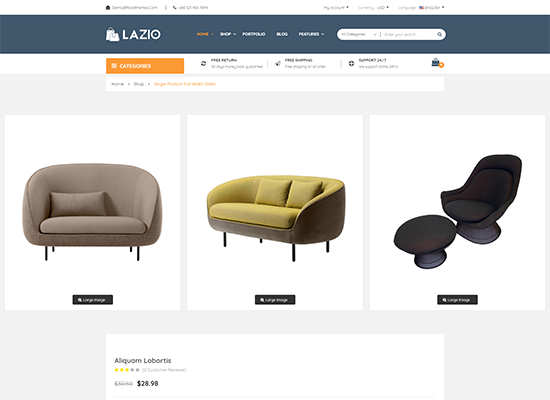 Demo@Roadthemes.Com +88 123 456 7899 My Account Currency : USD Language : ENGLISH
LAZIO HOME SHOP PORTFOLIO BLOG FEATURES All Categories Enter your search...
CATEGORIES
FREE RETURN FREE SHIPPING SUPPORT 24/7
30 days money back guarantee! Free shipping on all order We support online 24hrs
Home > Shop > Single Product Full Width Slider
Large Image Large Image Large Image
Aliquam Lobortis
(2 Customer Reviews)
$30.50 $28.98